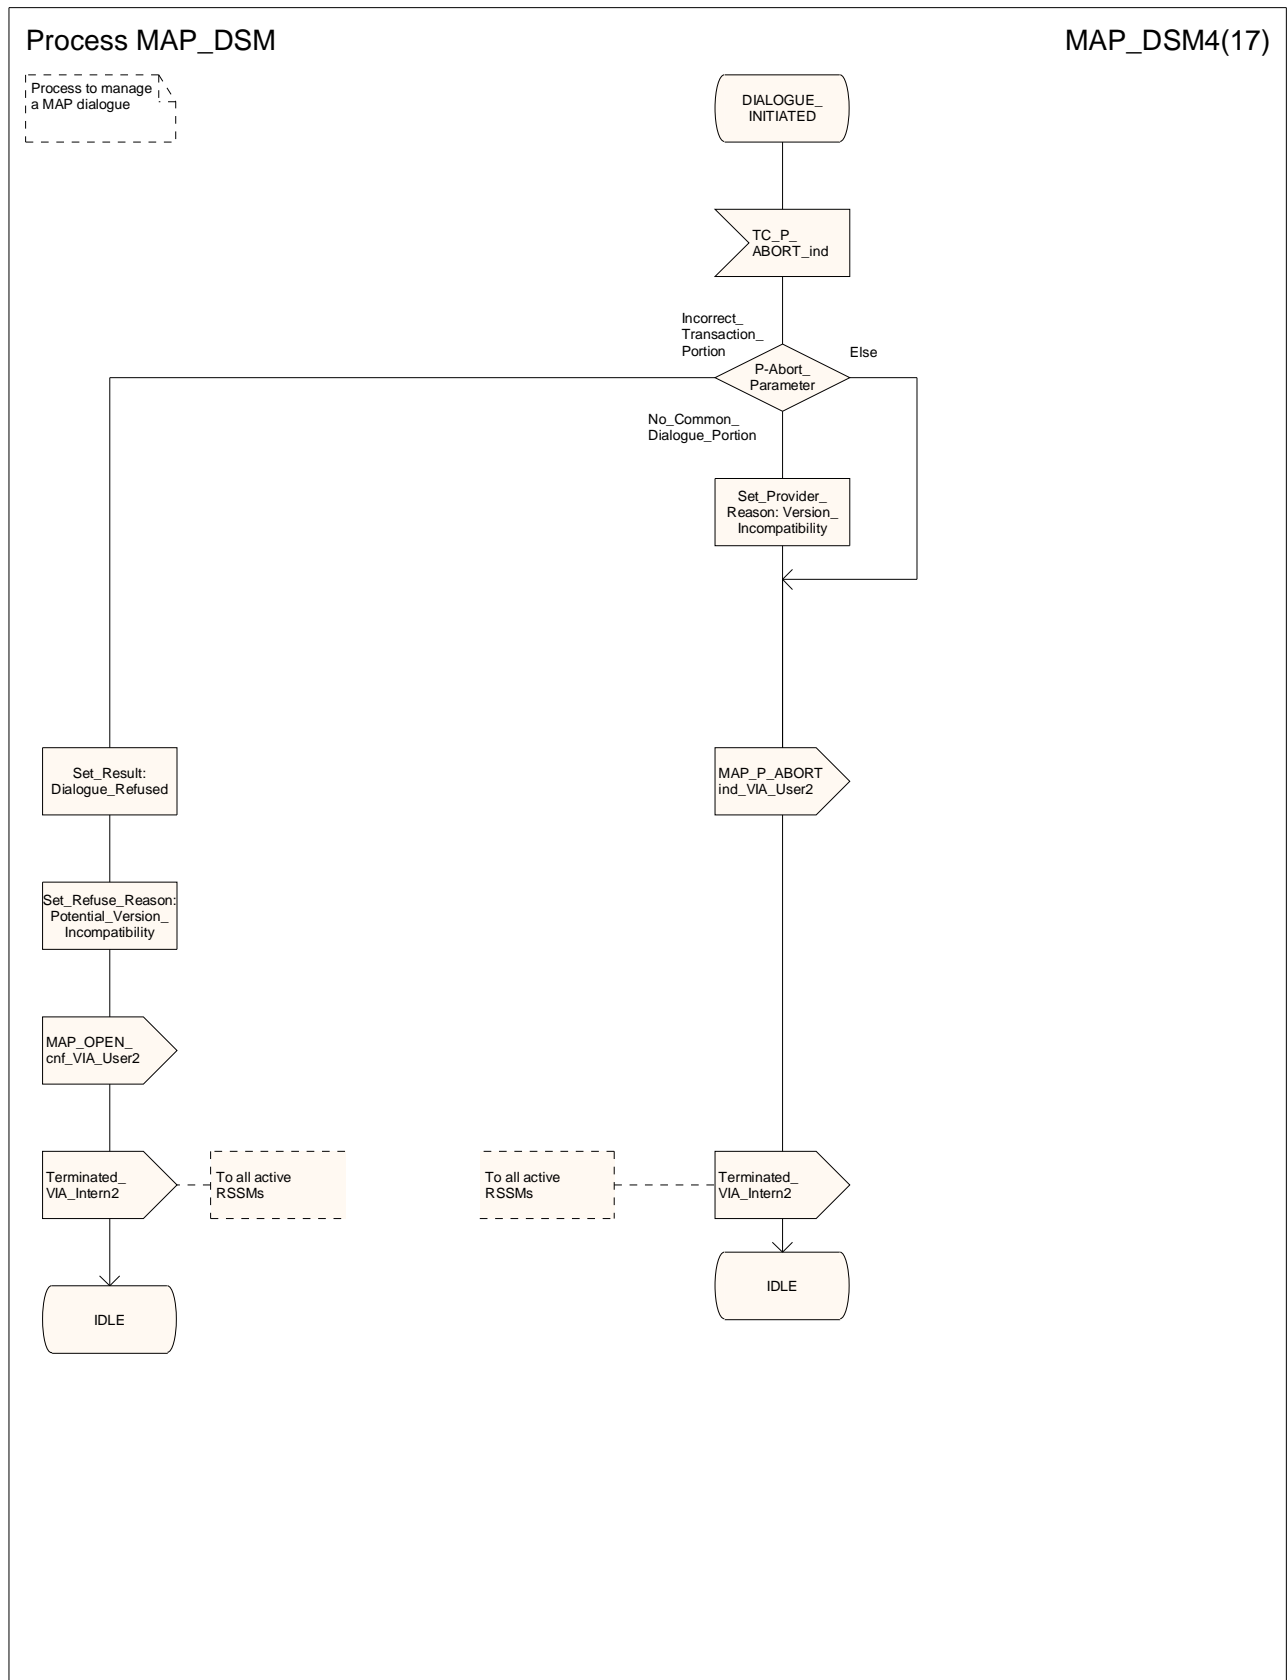 Process MAP_DSM
MAP_DSM4(17)
Process to manage
a MAP dialogue
DIALOGUE_
INITIATED
TC_P_
ABORT_ind
Incorrect_
Transaction_
Portion
Else
P-Abort_
Parameter
No_Common_
Dialogue_Portion
Set_Provider_
Reason: Version_
Incompatibility
Set_Result:
Dialogue_Refused
MAP_P_ABORT
ind_VIA_User2
Set_Refuse_Reason:
Potential_Version_
Incompatibility
MAP_OPEN_
cnf_VIA_User2
Terminated_
VIA_Intern2
To all active
RSSMs
To all active
RSSMs
Terminated_
VIA_Intern2
IDLE
IDLE